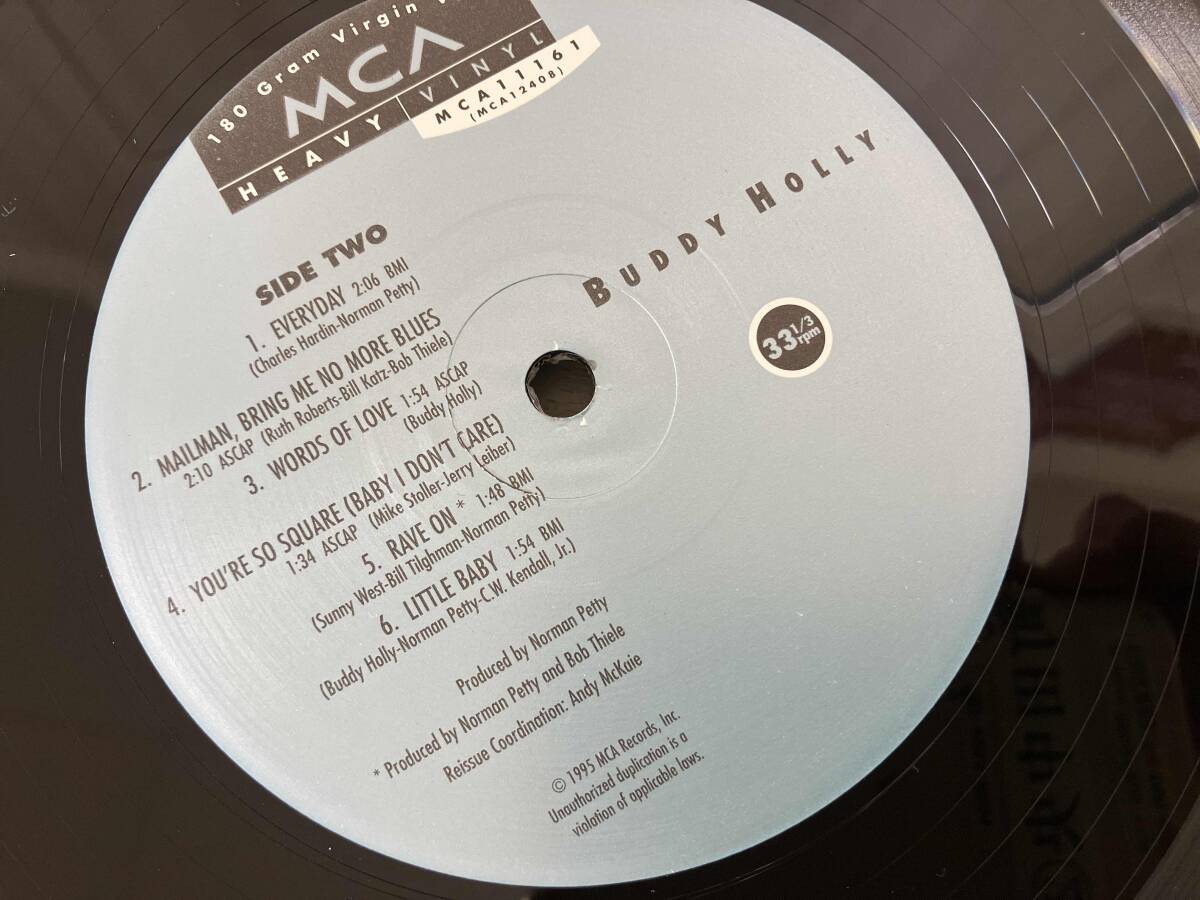 180 Gram Virgin V
MCA
HEAVY VINYL
MCA11161
(MCA12408)
BUDDY HOLLY
33 1/3
rpm
SIDE TWO
1. EVERYDAY 2:06 BMI
(Charles Hardin-Norman Petty)
2. MAILMAN, BRING ME NO MORE BLUES
2:10 ASCAP (Ruth Roberts-Bill Katz-Bob Thiele)
3. WORDS OF LOVE 1:54 ASCAP
(Buddy Holly)
4. YOU'RE SO SQUARE (BABY I DON'T CARE)
1:34 ASCAP (Mike Stoller-Jerry Leiber)
5. RAVE ON * 1:48 BMI
(Sunny West-Bill Tilghman-Norman Petty)
6. LITTLE BABY 1:54 BMI
(Buddy Holly-Norman Petty-C.W. Kendall, Jr.)
Produced by Norman Petty
* Produced by Norman Petty and Bob Thiele
Reissue Coordination: Andy McKaie
© 1995 MCA Records, Inc.
Unauthorized duplication is a
violation of applicable laws.